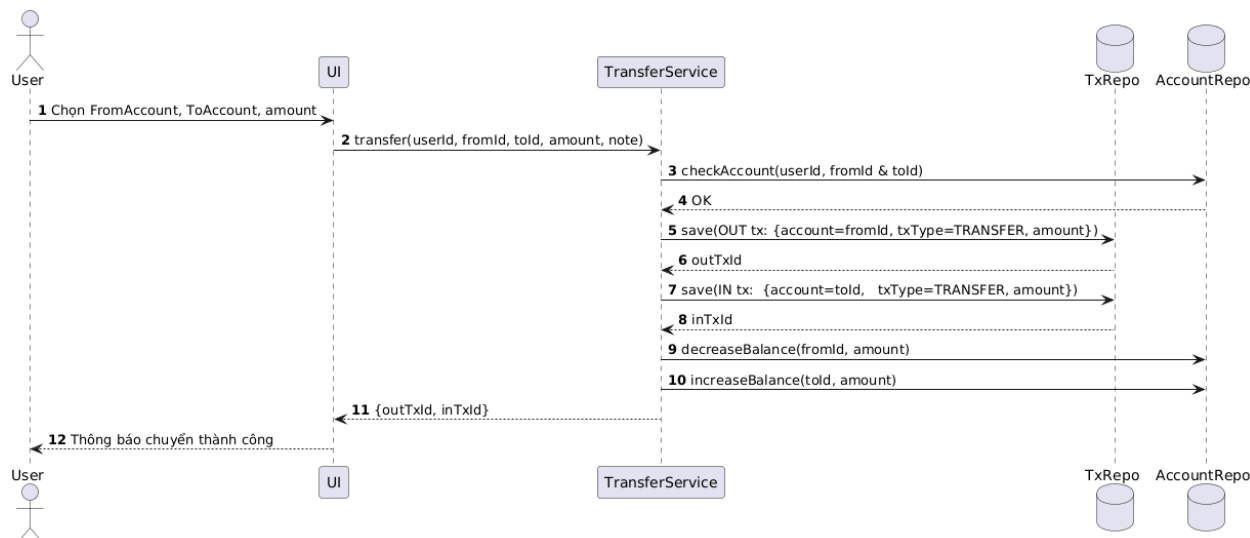 User
UI
TransferService
TxRepo
AccountRepo
1 Chọn FromAccount, ToAccount, amount
2 transfer(userId, fromId, toId, amount, note)
3 checkAccount(userId, fromId & toId)
4 OK
5 save(OUT tx: {account=fromId, txType=TRANSFER, amount})
6 outTxId
7 save(IN tx:  {account=toId,   txType=TRANSFER, amount})
8 inTxId
9 decreaseBalance(fromId, amount)
10 increaseBalance(toId, amount)
11 {outTxId, inTxId}
12 Thông báo chuyển thành công
User
UI
TransferService
TxRepo
AccountRepo